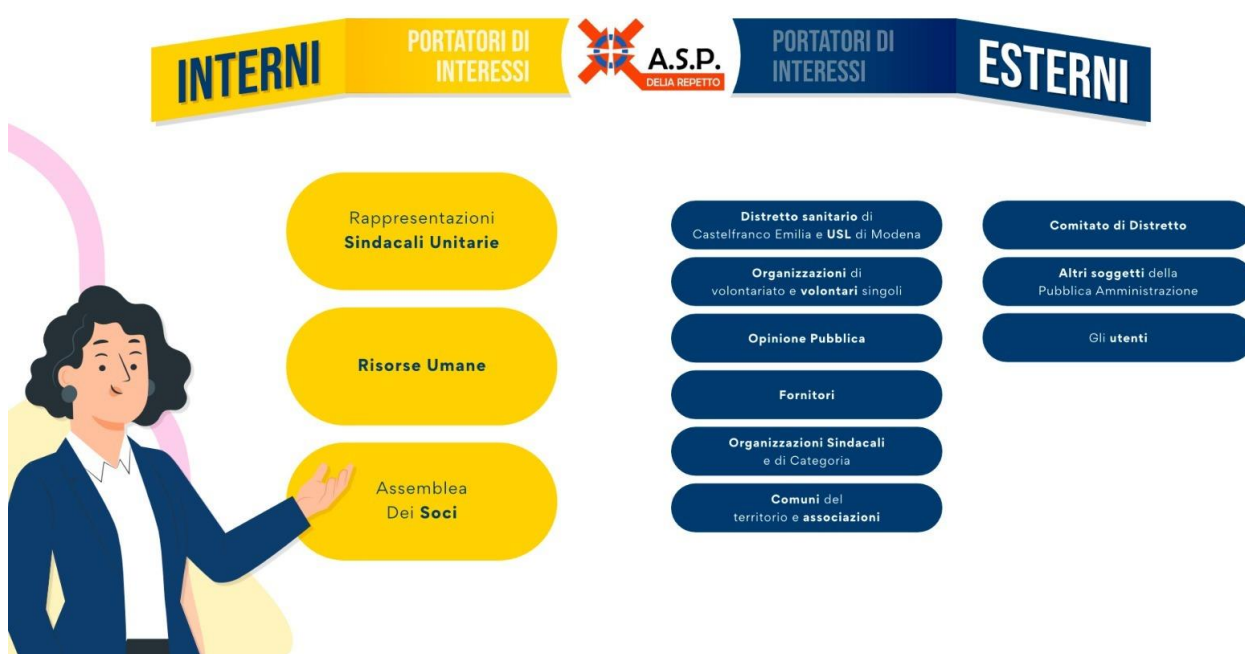 INTERNI
PORTATORI DI
INTERESSI
A.S.P.
DELIA REPETTO
PORTATORI DI
INTERESSI
ESTERNI
Rappresentazioni
Sindacali Unitarie
Risorse Umane
Assemblea
Dei Soci
Distretto sanitario di
Castelfranco Emilia e USL di Modena
Organizzazioni di
volontariato e volontari singoli
Opinione Pubblica
Fornitori
Organizzazioni Sindacali
e di Categoria
Comuni del
territorio e associazioni
Comitato di Distretto
Altri soggetti della
Pubblica Amministrazione
Gli utenti